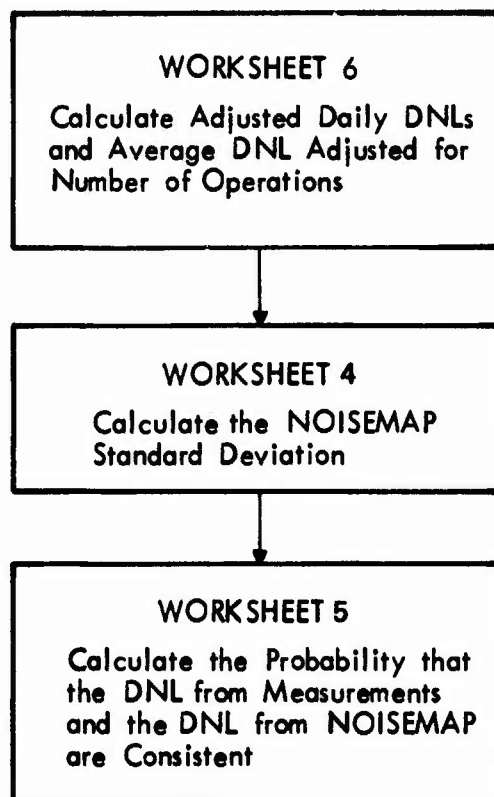 WORKSHEET 6
Calculate Adjusted Daily DNLs
and Average DNL Adjusted for
Number of Operations
WORKSHEET 4
Calculate the NOISEMAP
Standard Deviation
WORKSHEET 5
Calculate the Probability that
the DNL from Measurements
and the DNL from NOISEMAP
are Consistent